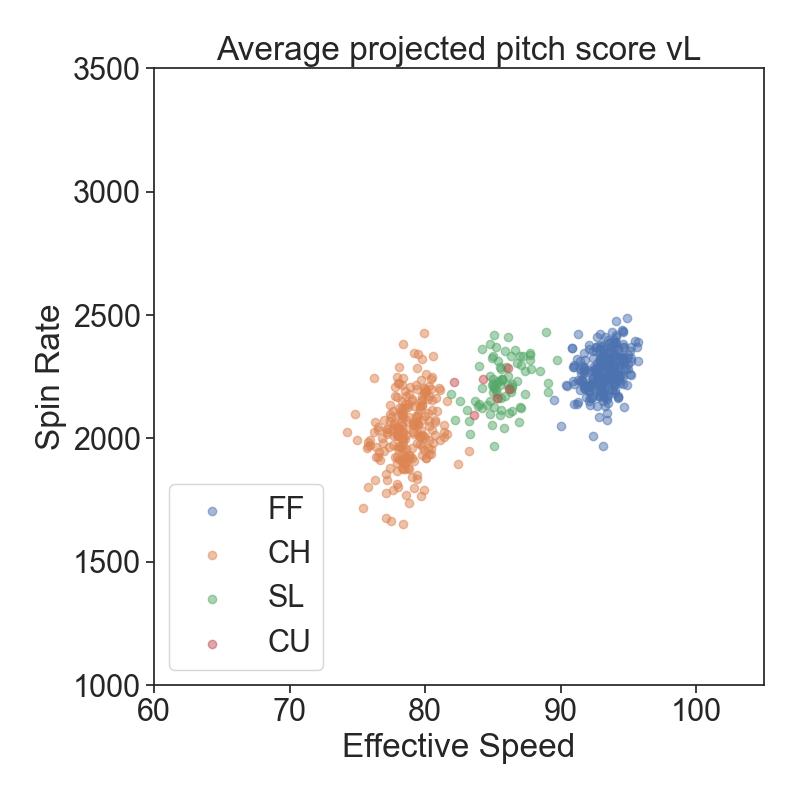 Average projected pitch score vL
3500
3000
2500
2000
1500
1000
Spin Rate
FF
CH
SL
CU
60 70 80 90 100
Effective Speed